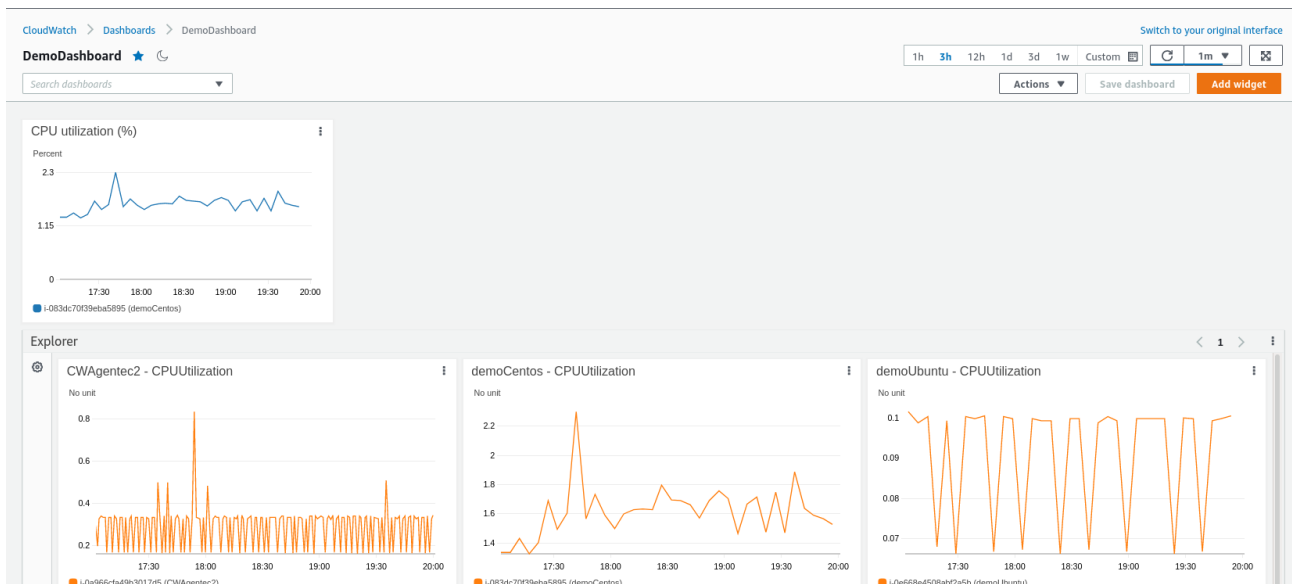 CloudWatch > Dashboards > DemoDashboard
Switch to your original interface
DemoDashboard
1h 3h 12h 1d 3d 1w Custom 1m
Search dashboards
Actions Save dashboard Add widget
CPU utilization (%)
Percent
2.3
1.15
0
17:30 18:00 18:30 19:00 19:30 20:00
i-083dc70f39eba5895 (demoCentos)
Explorer
< 1 >
CWAgentec2 - CPUUtilization
No unit
0.8
0.6
0.4
0.2
17:30 18:00 18:30 19:00 19:30 20:00
i-0a966cfa49b3017d5 (CWAgentec2)
demoCentos - CPUUtilization
No unit
2.2
2
1.8
1.6
1.4
17:30 18:00 18:30 19:00 19:30 20:00
i-083dc70f39eba5895 (demoCentos)
demoUbuntu - CPUUtilization
No unit
0.1
0.09
0.08
0.07
17:30 18:00 18:30 19:00 19:30 20:00
i-0e668e4508abf2a5b (demoUbuntu)